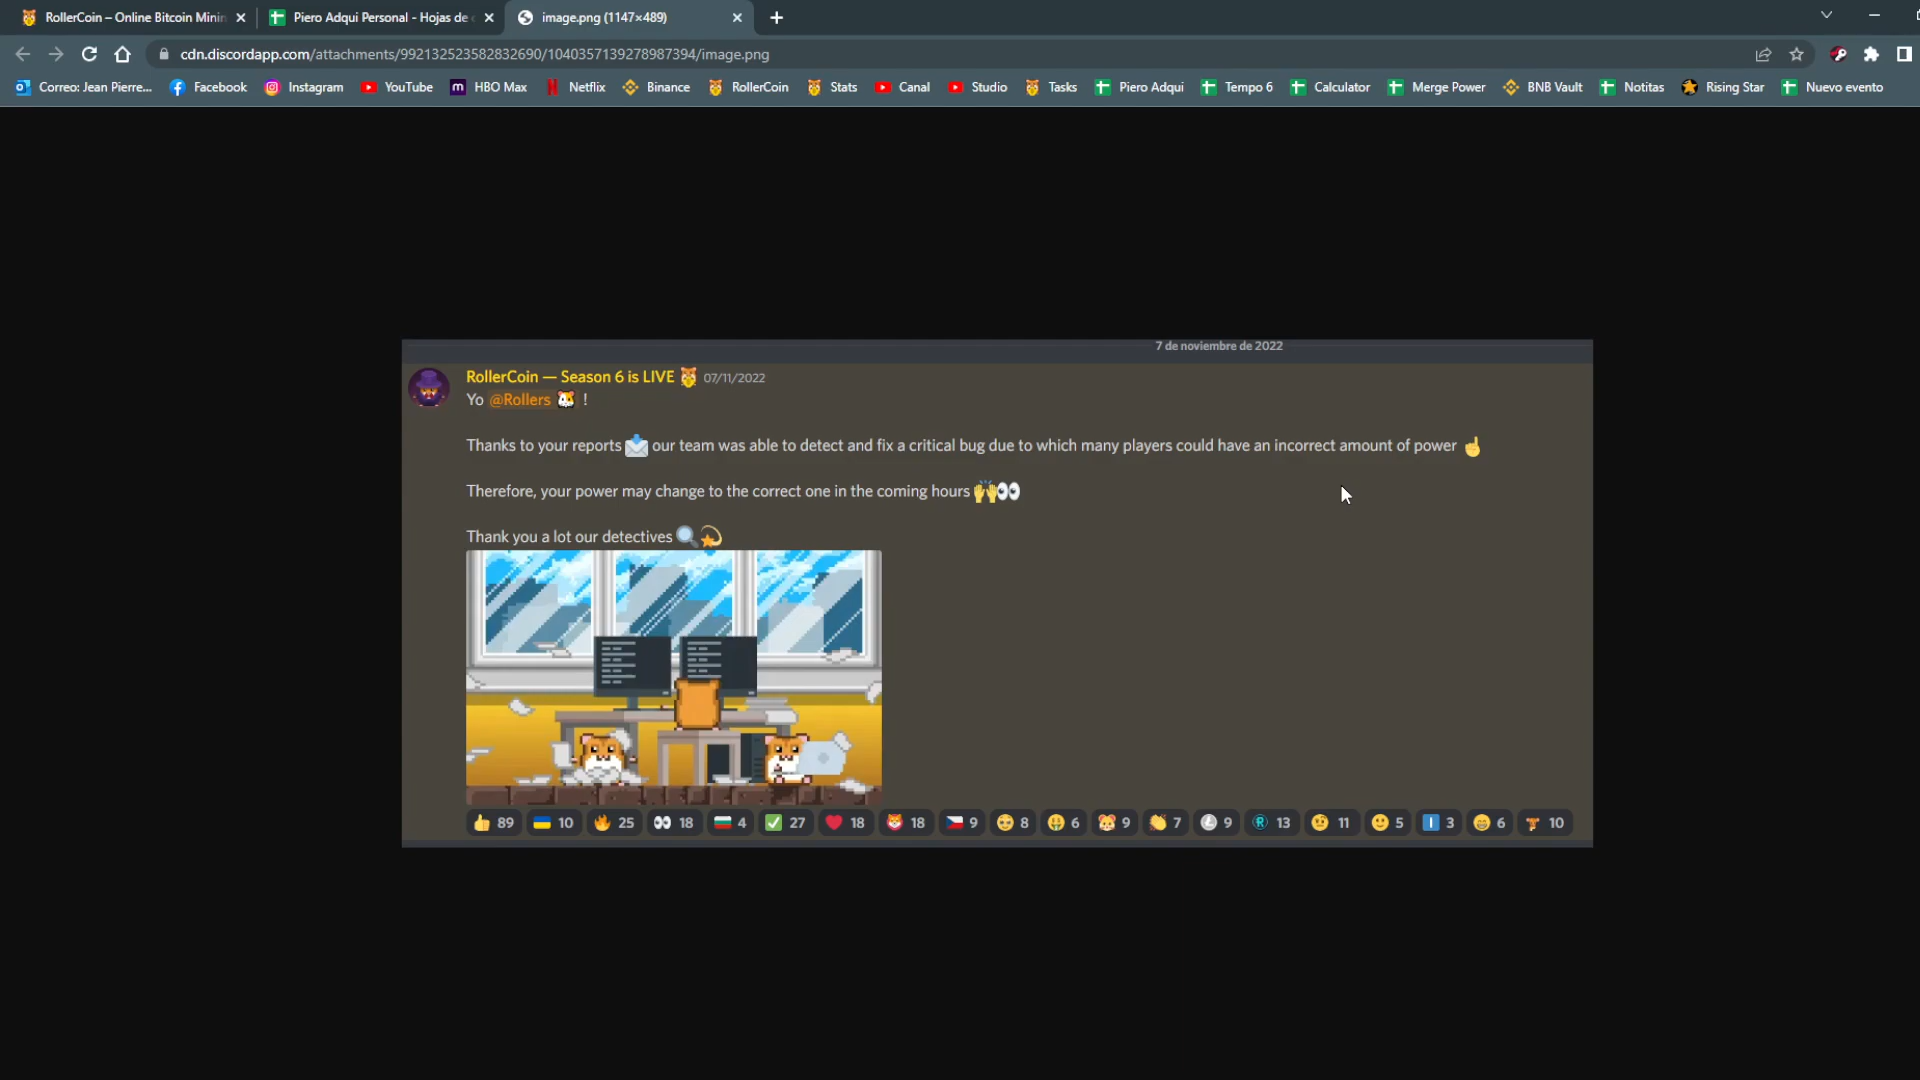 RollerCoin – Online Bitcoin Minin
Piero Adqui Personal - Hojas de c
image.png (1147×489)
cdn.discordapp.com/attachments/992132523582832690/1040357139278987394/image.png
Correo: Jean Pierre... Facebook Instagram YouTube HBO Max Netflix Binance RollerCoin Stats Canal Studio Tasks Piero Adqui Tempo 6 Calculator Merge Power BNB Vault Notitas Rising Star Nuevo evento
7 de noviembre de 2022
RollerCoin — Season 6 is LIVE 🐹 07/11/2022
Yo @Rollers 🐹 !
Thanks to your reports 📩 our team was able to detect and fix a critical bug due to which many players could have an incorrect amount of power ☝️
Therefore, your power may change to the correct one in the coming hours 🙌👀
Thank you a lot our detectives 🔍💫
89 10 25 18 4 27 18 18 9 8 6 9 7 9 13 11 5 3 6 10